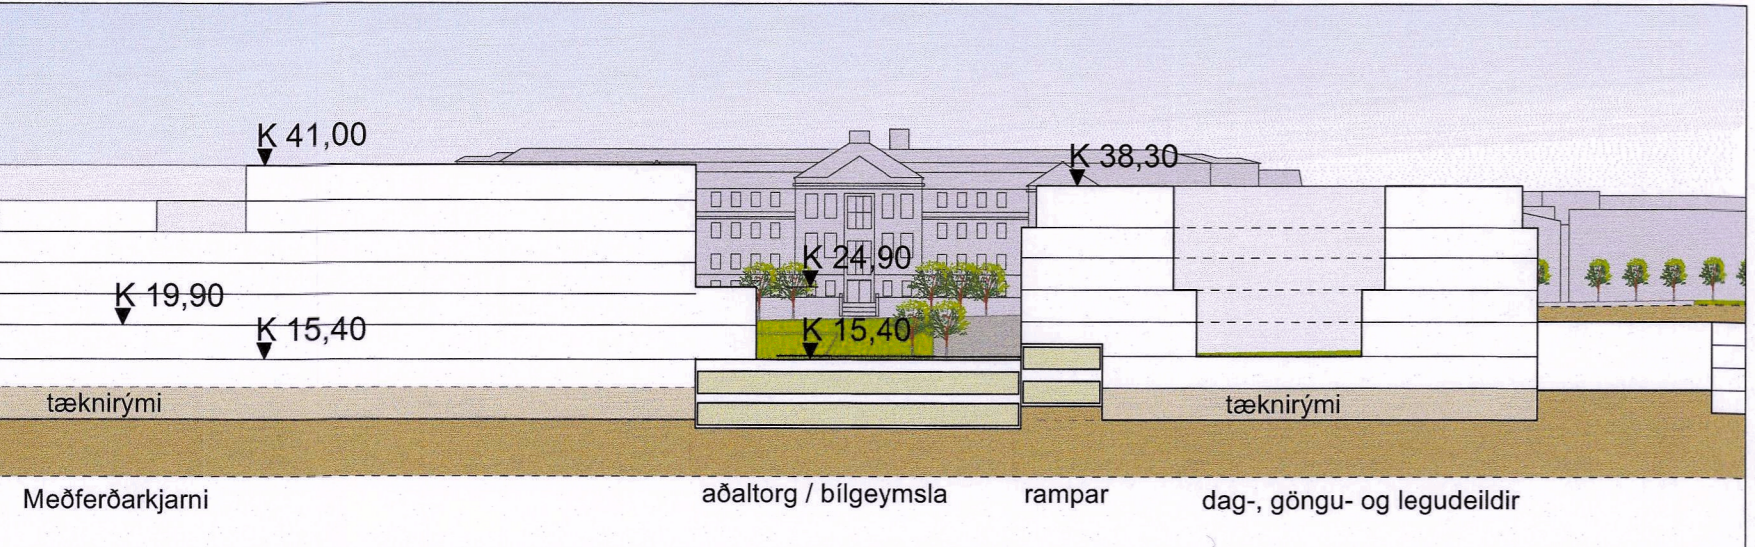 K 41,00
K 38,30
K 24,90
K 19,90
K 15,40
K 15,40
tæknirými
tæknirými
Meðferðarkjarni
aðaltorg / bílgeymsla
rampar
dag-, göngu- og legudeildir